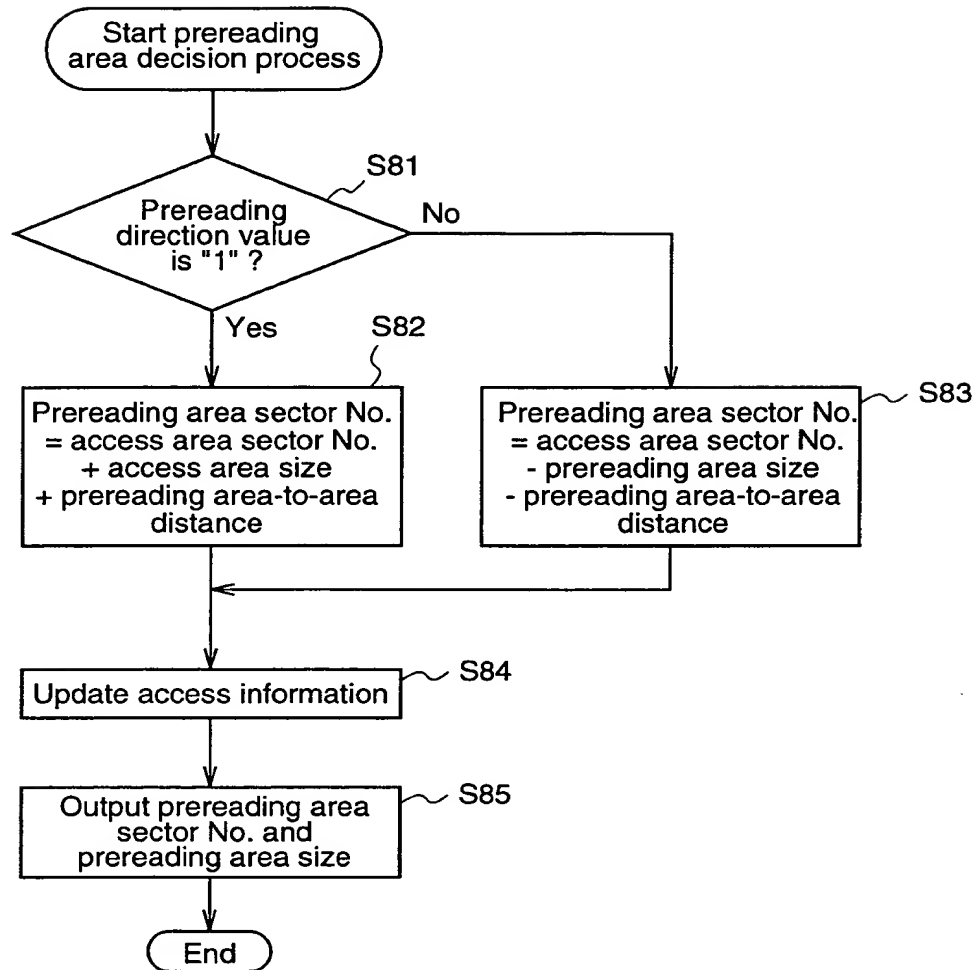 Start prereading
area decision process
S81
Prereading
direction value
is "1" ?
No
Yes
S82
Prereading area sector No.
= access area sector No.
+ access area size
+ prereading area-to-area
distance
S83
Prereading area sector No.
= access area sector No.
- prereading area size
- prereading area-to-area
distance
S84
Update access information
S85
Output prereading area
sector No. and
prereading area size
End